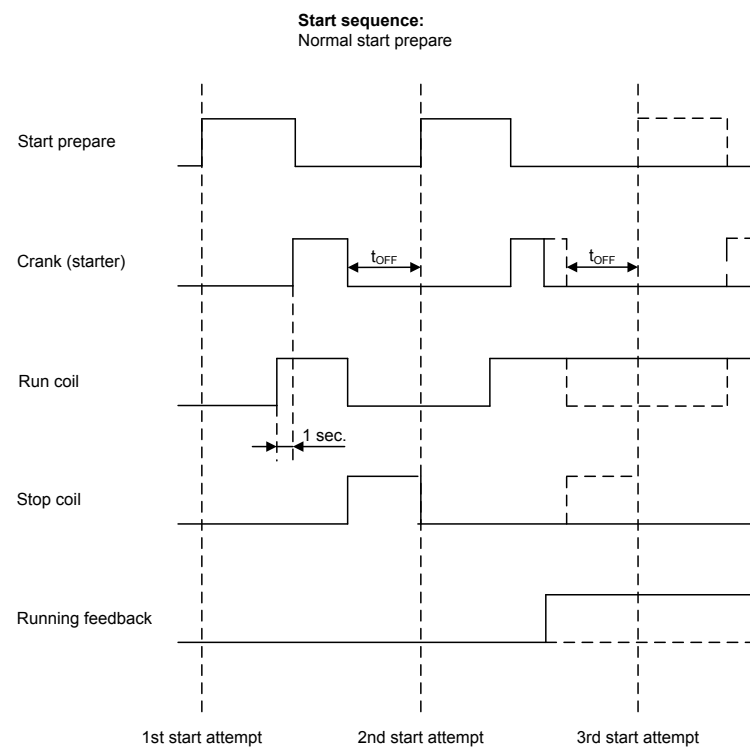 Start sequence:
Normal start prepare
Start prepare
Crank (starter)
tOFF
tOFF
Run coil
1 sec.
Stop coil
Running feedback
1st start attempt
2nd start attempt
3rd start attempt